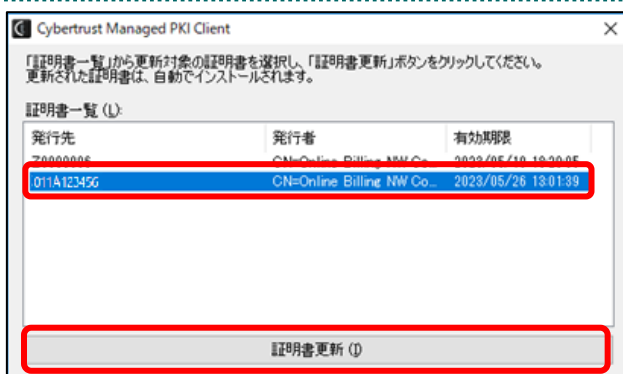 Cybertrust Managed PKI Client
「証明書一覧」から更新対象の証明書を選択し、「証明書更新」ボタンをクリックしてください。
更新された証明書は、自動でインストールされます。
証明書一覧 (L):
発行先 発行者 有効期限
CN=Online Billing NW Co...
011A123456 CN=Online Billing NW Co... 2023/05/26 13:01:39
証明書更新 (I)